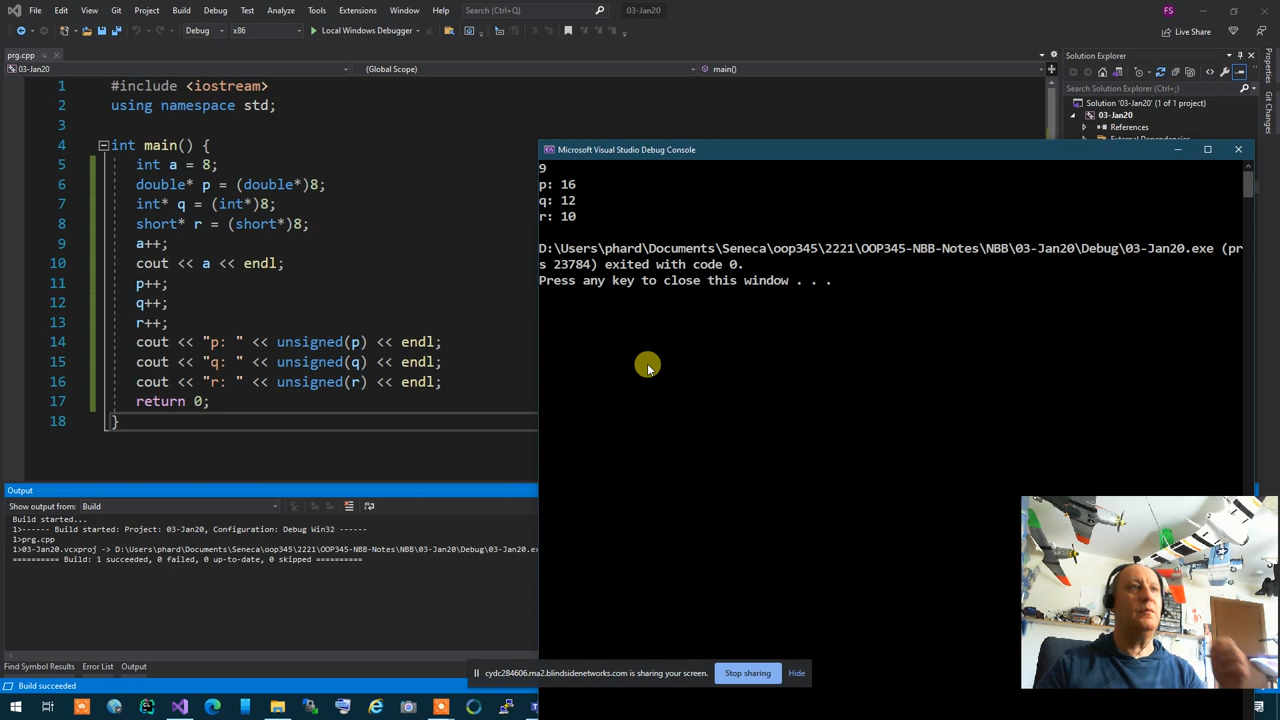 File Edit View Git Project Build Debug Test Analyze Tools Extensions Window Help Search (Ctrl+Q) 03-Jan20 FS
Debug x86 Local Windows Debugger Live Share
prg.cpp
03-Jan20 (Global Scope) main()
1 #include <iostream>
2 using namespace std;
3
4 int main() {
5 int a = 8;
6 double* p = (double*)8;
7 int* q = (int*)8;
8 short* r = (short*)8;
9 a++;
10 cout << a << endl;
11 p++;
12 q++;
13 r++;
14 cout << "p: " << unsigned(p) << endl;
15 cout << "q: " << unsigned(q) << endl;
16 cout << "r: " << unsigned(r) << endl;
17 return 0;
18 }
Solution Explorer
Search Solution Explorer (Ctrl+;)
Solution '03-Jan20' (1 of 1 project)
03-Jan20
References
Properties
Git Changes
Microsoft Visual Studio Debug Console
9
p: 16
q: 12
r: 10
D:\Users\phard\Documents\Seneca\oop345\2221\OOP345-NBB-Notes\NBB\03-Jan20\Debug\03-Jan20.exe (pr
s 23784) exited with code 0.
Press any key to close this window . . .
Output
Show output from: Build
Build started...
1>------ Build started: Project: 03-Jan20, Configuration: Debug Win32 ------
1>prg.cpp
1>03-Jan20.vcxproj -> D:\Users\phard\Documents\Seneca\oop345\2221\OOP345-NBB-Notes\NBB\03-Jan20\Debug\03-Jan20.ex
========== Build: 1 succeeded, 0 failed, 0 up-to-date, 0 skipped ==========
Find Symbol Results Error List Output
cydc284606.rna2.blindsidenetworks.com is sharing your screen. Stop sharing Hide
Build succeeded